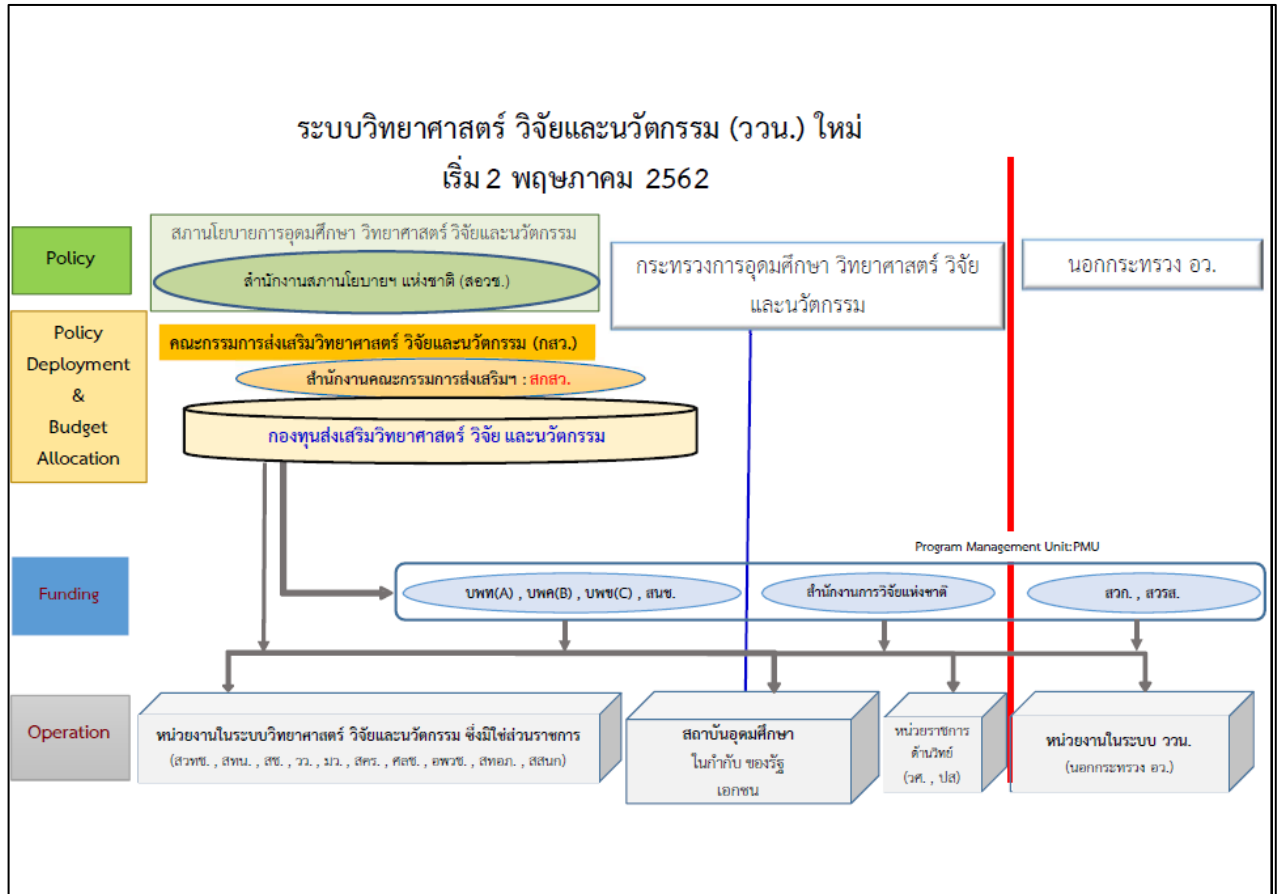 ระบบวิทยาศาสตร์ วิจัยและนวัตกรรม (ววน.) ใหม่
เริ่ม 2 พฤษภาคม 2562
Policy
สภานโยบายการอุดมศึกษา วิทยาศาสตร์ วิจัยและนวัตกรรม
สำนักงานสภานโยบายฯ แห่งชาติ (สอวช.)
กระทรวงการอุดมศึกษา วิทยาศาสตร์ วิจัย
และนวัตกรรม
นอกกระทรวง อว.
Policy
Deployment
&
Budget
Allocation
คณะกรรมการส่งเสริมวิทยาศาสตร์ วิจัยและนวัตกรรม (กสว.)
สำนักงานคณะกรรมการส่งเสริมฯ : สกสว.
กองทุนส่งเสริมวิทยาศาสตร์ วิจัย และนวัตกรรม
Program Management Unit:PMU
Funding
บพท(A) , บพค(B) , บพข(C) , สนช.
สำนักงานการวิจัยแห่งชาติ
สวก. , สวรส.
Operation
หน่วยงานในระบบวิทยาศาสตร์ วิจัยและนวัตกรรม ซึ่งมิใช่ส่วนราชการ
(สวทช. , สทน. , สซ. , วว. , มว. , สคร. , ศลช. , อพวช. , สทอภ. , สสนก)
สถาบันอุดมศึกษา
ในกำกับ ของรัฐ
เอกชน
หน่วยราชการ
ด้านวิทย์
(วศ. , ปส)
หน่วยงานในระบบ ววน.
(นอกกระทรวง อว.)